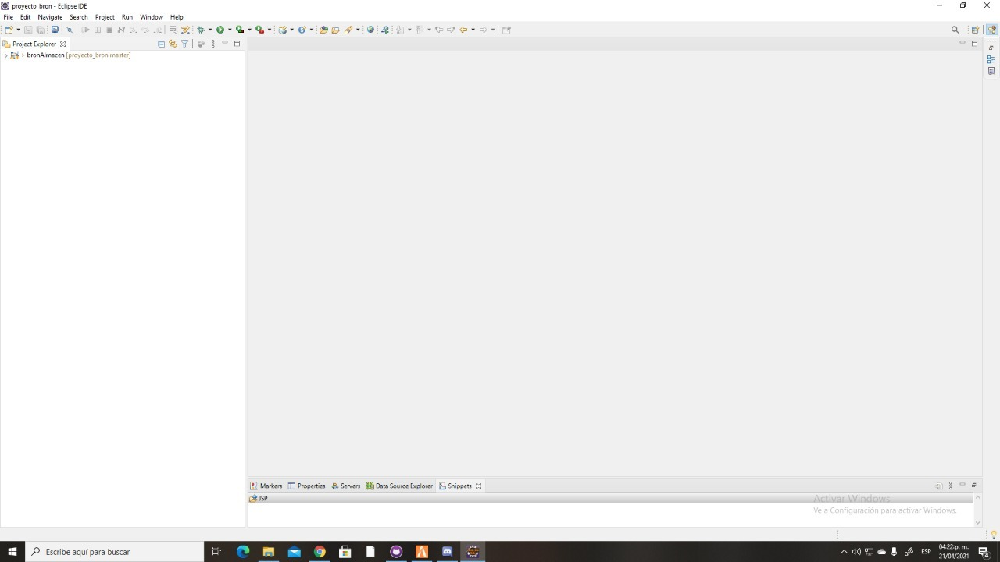 proyecto_bron - Eclipse IDE
File Edit Navigate Search Project Run Window Help
Project Explorer
> bronAlmacen [proyecto_bron master]
Markers Properties Servers Data Source Explorer Snippets
JSP
Activar Windows
Ve a Configuración para activar Windows.
Escribe aquí para buscar
ESP
04:22 p. m.
21/04/2021
4